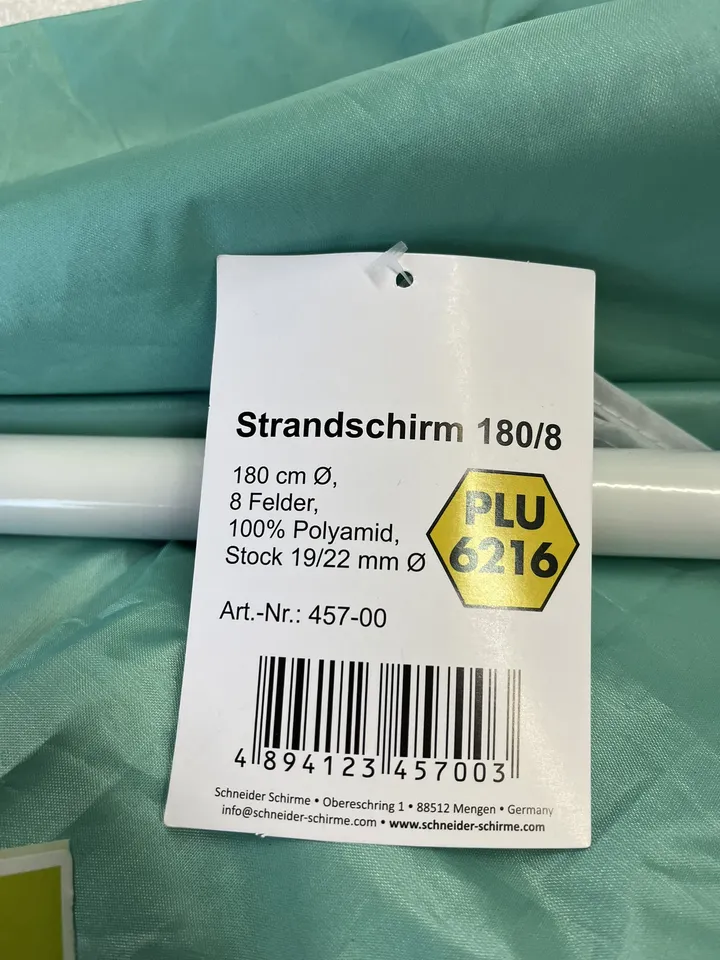 Strandschirm 180/8
180 cm Ø,
8 Felder,
100% Polyamid,
Stock 19/22 mm Ø
PLU
6216
Art.-Nr.: 457-00
4 894123 457003
Schneider Schirme • Obereschring 1 • 88512 Mengen • Germany
info@schneider-schirme.com • www.schneider-schirme.com